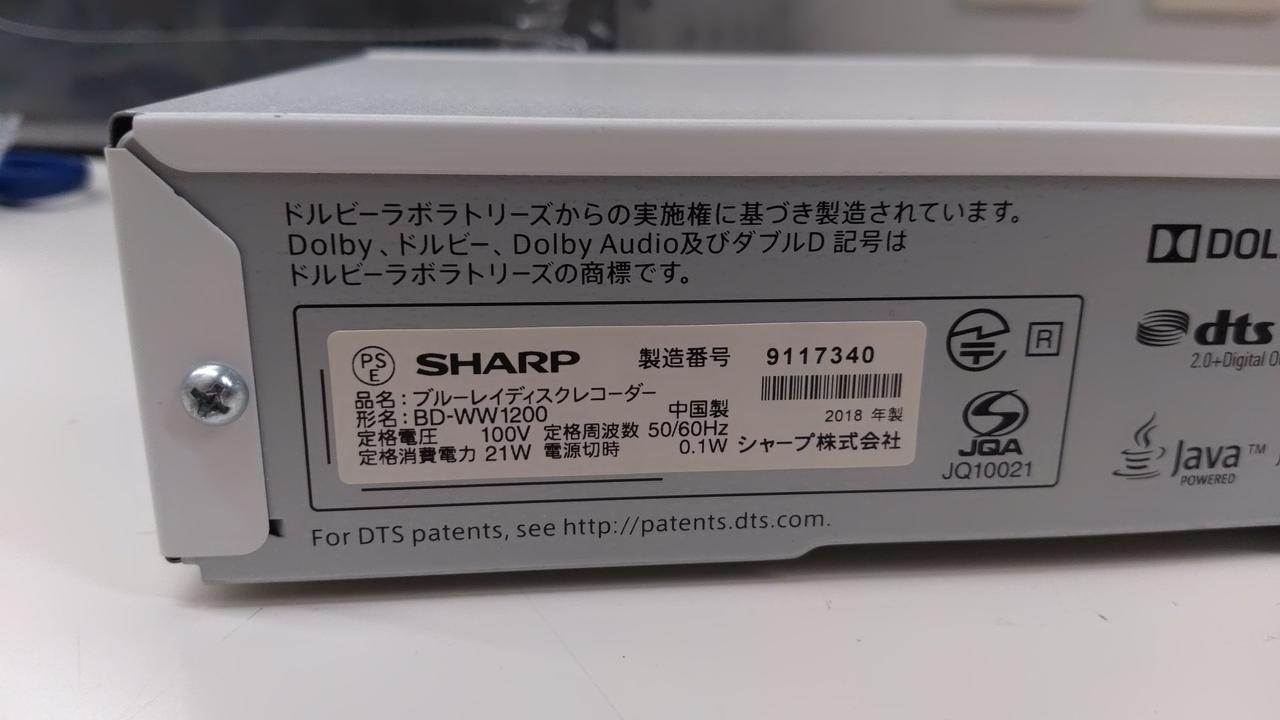 ドルビーラボラトリーズからの実施権に基づき製造されています。
Dolby、ドルビー、Dolby Audio及びダブルD 記号は
ドルビーラボラトリーズの商標です。
DOL
PSE SHARP 製造番号 9117340
品名:ブルーレイディスクレコーダー
形名:BD-WW1200 中国製 2018 年製
定格電圧 100V 定格周波数 50/60Hz
定格消費電力 21W 電源切時 0.1W シャープ株式会社
R
JQA
JQ10021
dts
2.0+Digital O
Java™
POWERED
For DTS patents, see http://patents.dts.com.